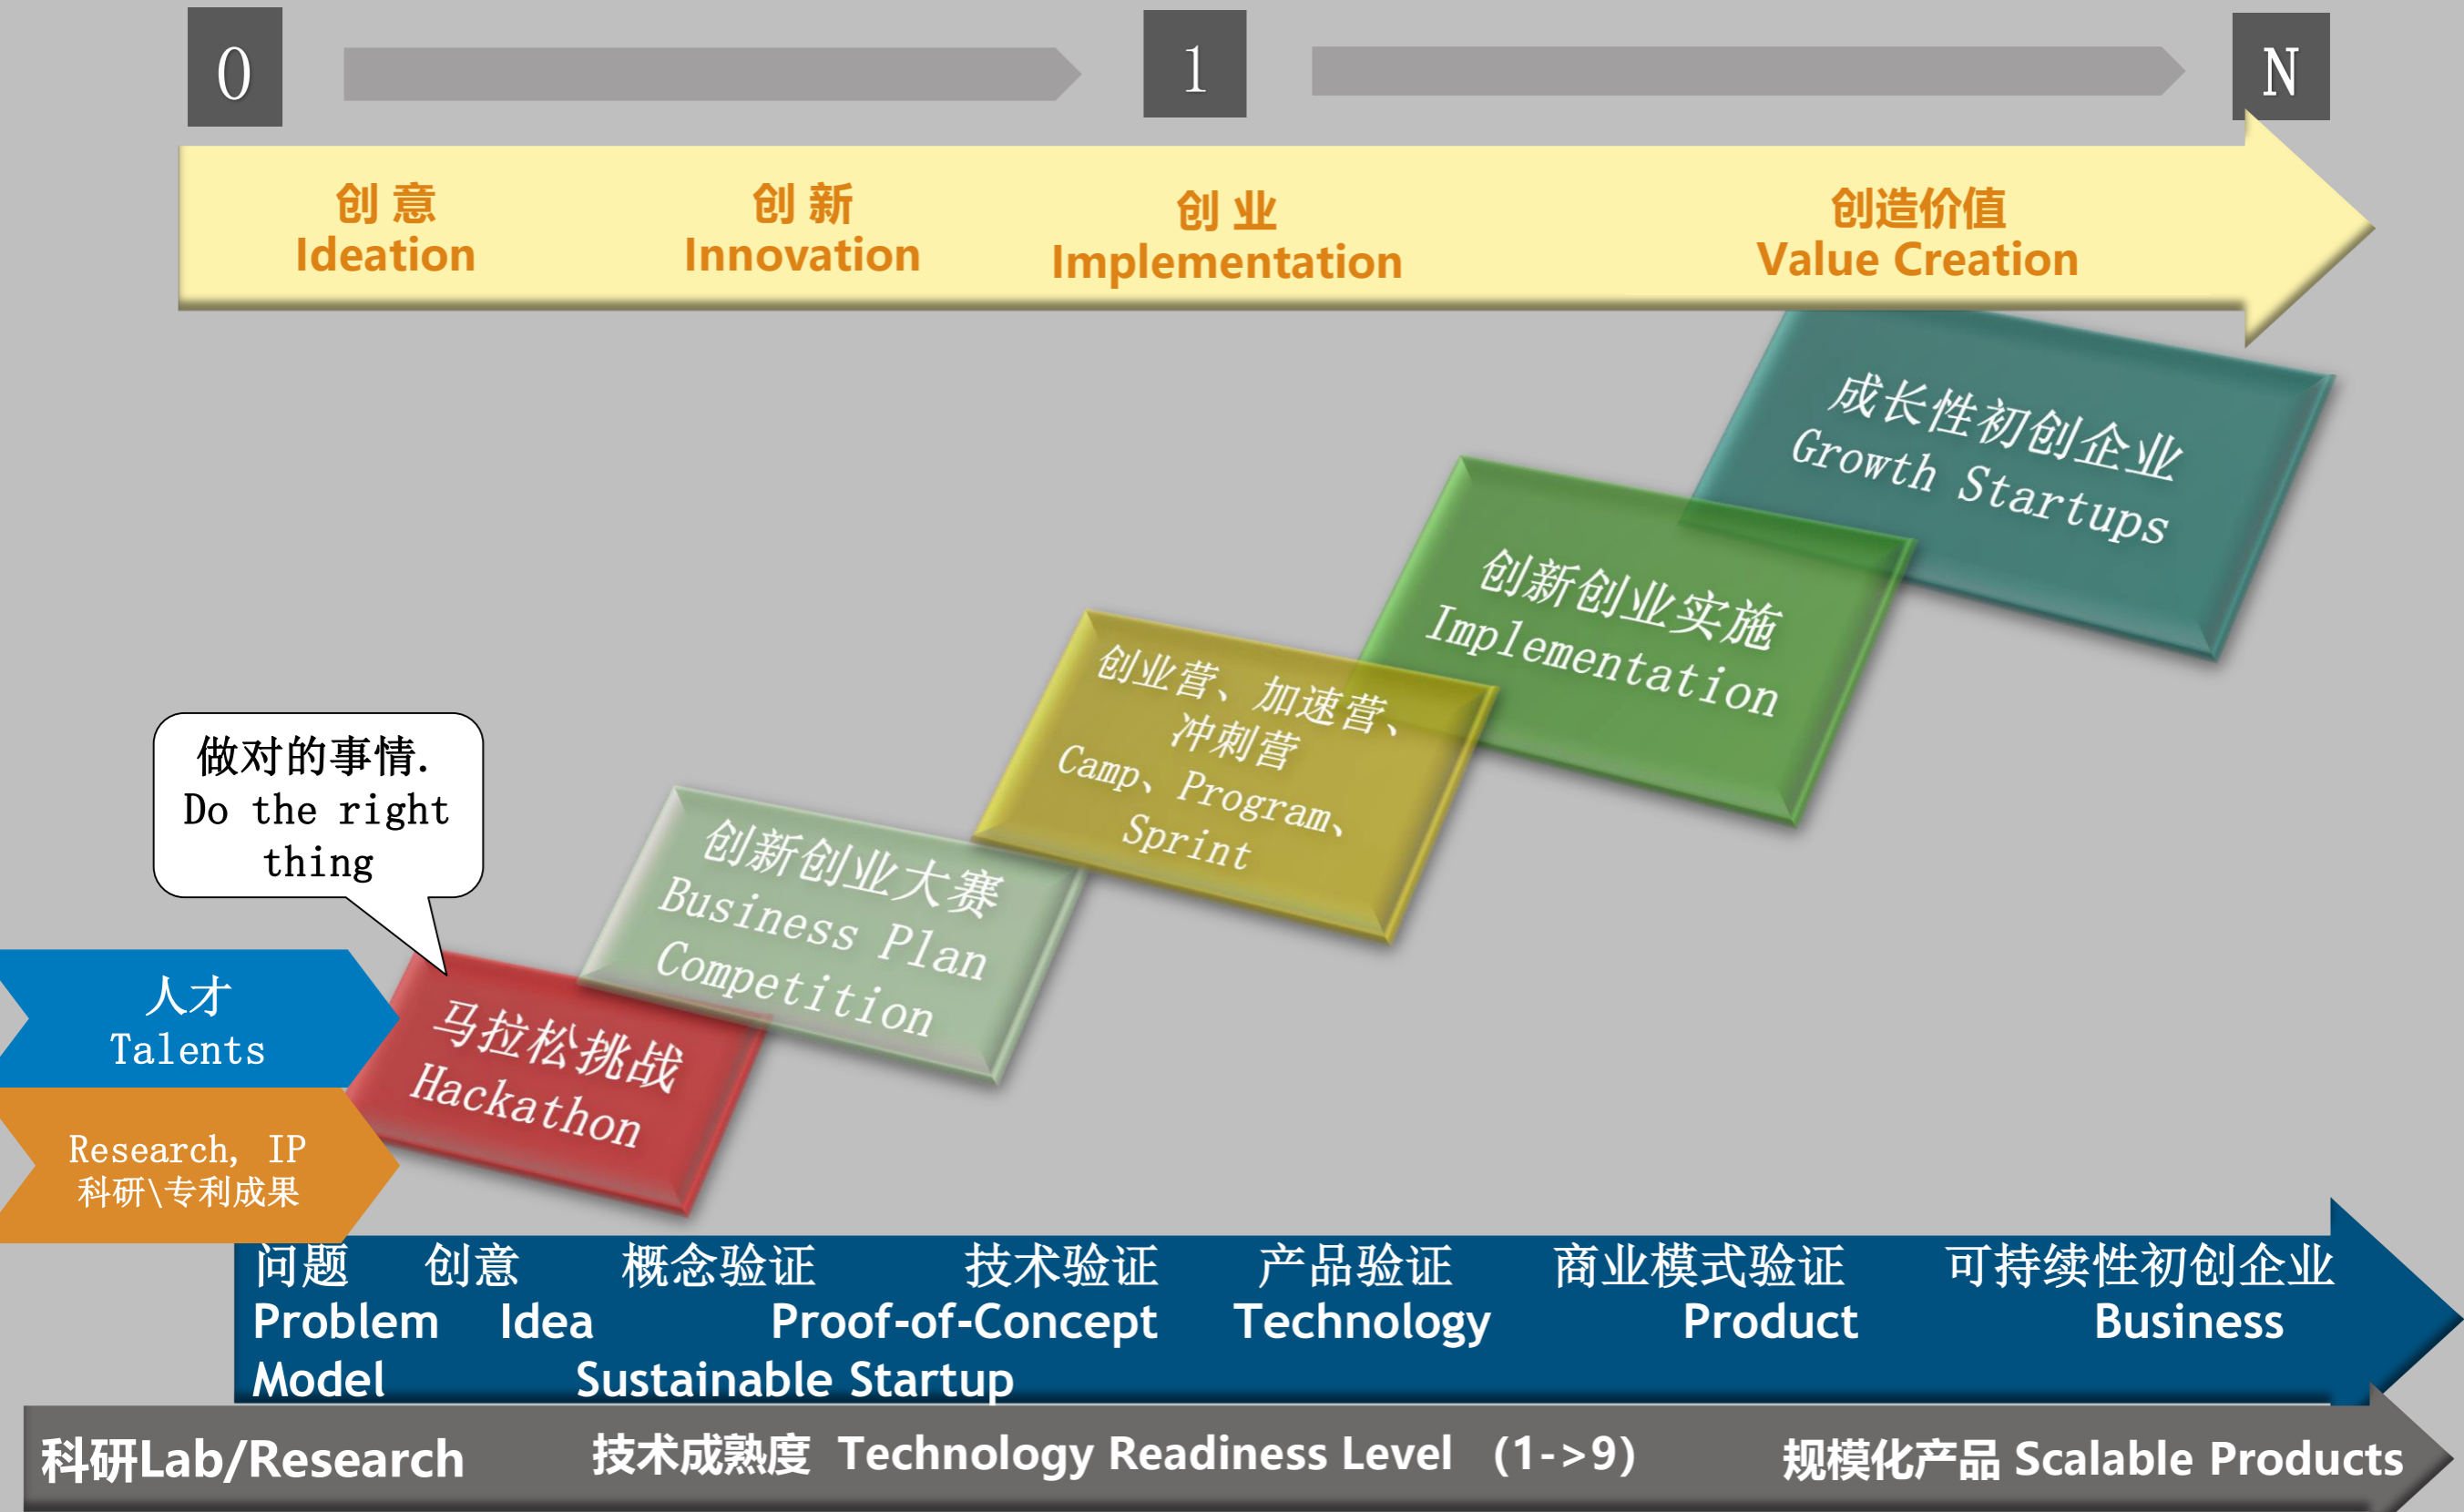 0
1
N
创 意
Ideation
创 新
Innovation
创 业
Implementation
创造价值
Value Creation
成长性初创企业
Growth Startups
创新创业实施
Implementation
创业营、加速营、
冲刺营
Camp、Program、
Sprint
创新创业大赛
Business Plan
Competition
做对的事情.
Do the right
thing
马拉松挑战
Hackathon
人才
Talents
Research, IP
科研\专利成果
问题 创意 概念验证 技术验证 产品验证 商业模式验证 可持续性初创企业
Problem Idea Proof-of-Concept Technology Product Business
Model Sustainable Startup
科研Lab/Research
技术成熟度 Technology Readiness Level （1->9）
规模化产品 Scalable Products